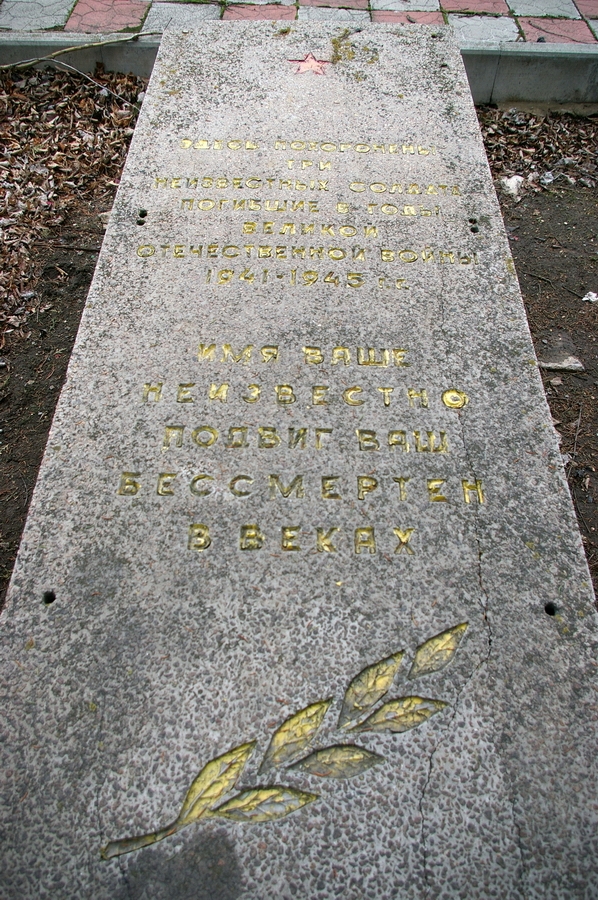 ЗДЕСЬ ПОХОРОНЕНЫ
ТРИ
НЕИЗВЕСТНЫХ СОЛДАТА
ПОГИБШИЕ В ГОДЫ
ВЕЛИКОЙ
ОТЕЧЕСТВЕННОЙ ВОЙНЫ
1941-1945 г.г.
ИМЯ ВАШЕ
НЕИЗВЕСТНО
ПОДВИГ ВАШ
БЕССМЕРТЕН
В ВЕКАХ